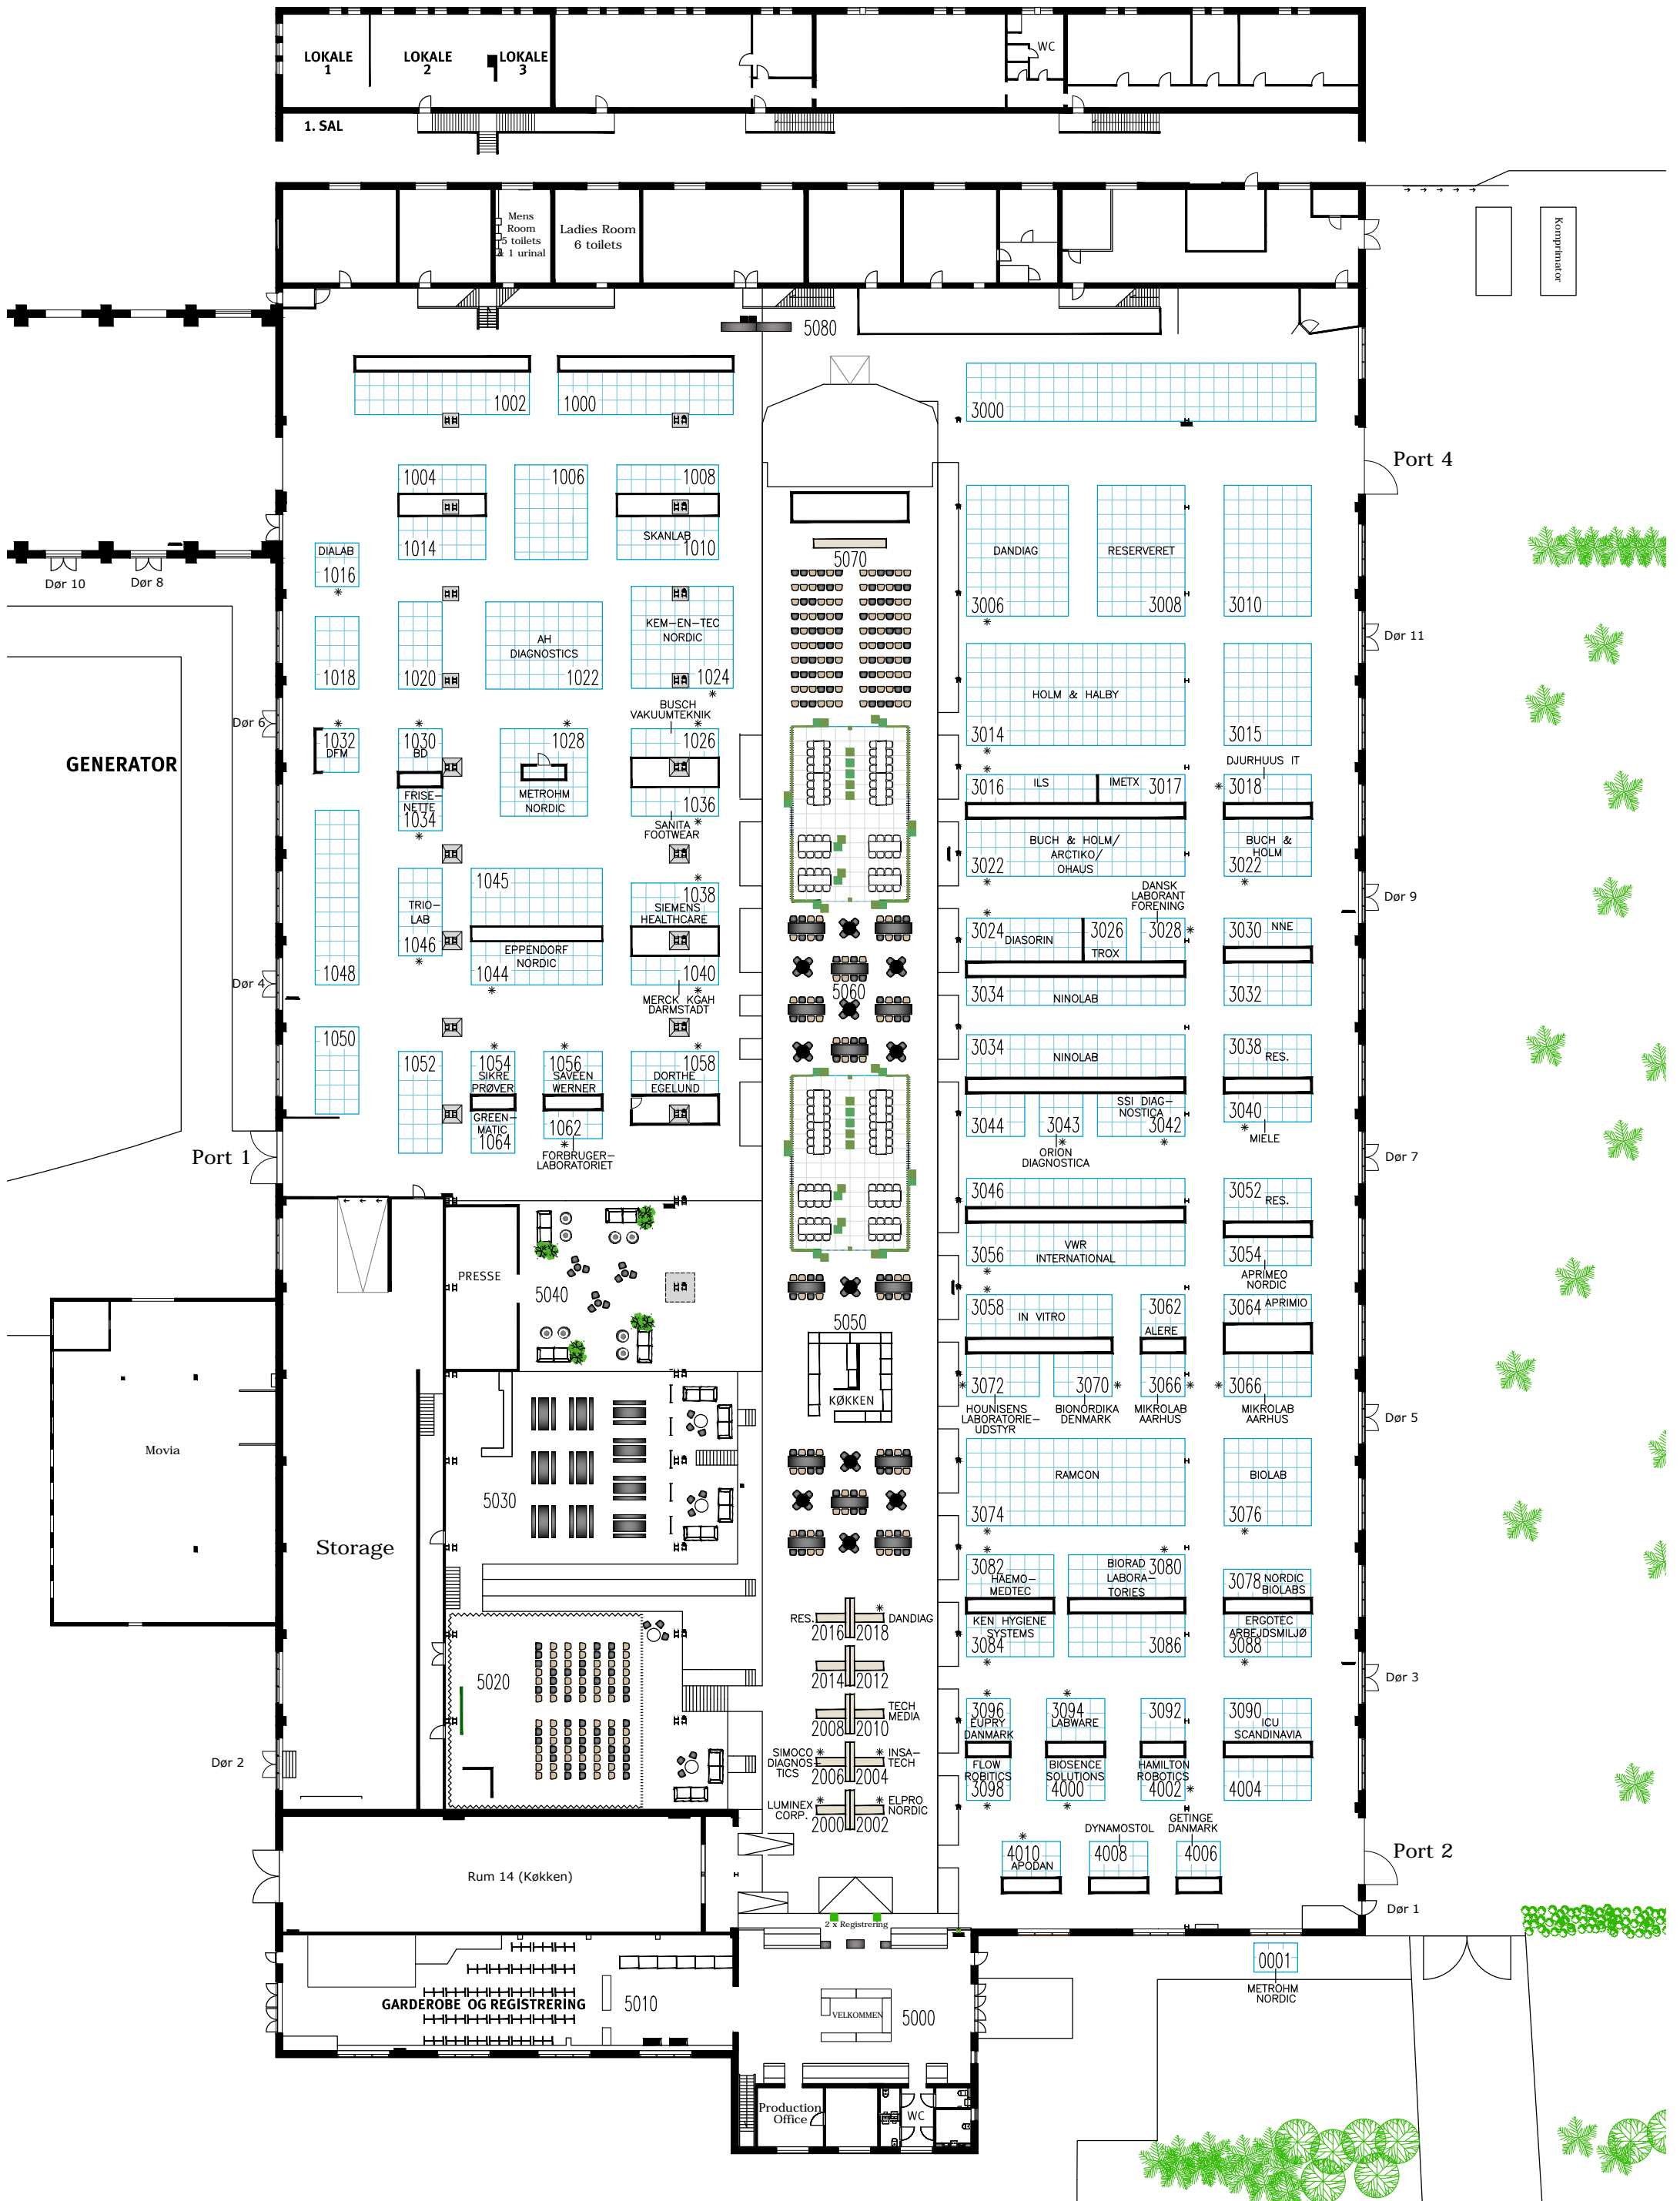 LOKALE
1
LOKALE
2
LOKALE
3
WC
1. SAL
Mens
Room
5 toilets
& 1 urinal
Ladies Room
6 toilets
Komprimator
5080
1002
1000
3000
Port 4
1004
1006
1008
1014
SKANLAB
1010
DIALAB
1016
Dør 10
Dør 8
5070
DANDIAG
3006
RESERVERET
3008
3010
Dør 11
1018
1020
AH
DIAGNOSTICS
1022
KEM-EN-TEC
NORDIC
1024
HOLM & HALBY
3014
3015
Dør 6
GENERATOR
1032
DFM
1030
BD
FRISE-
NETTE
1034
1028
METROHM
NORDIC
BUSCH
VAKUUMTEKNIK
1026
1036
SANITA
FOOTWEAR
3016
ILS
IMETX
3017
DJURHUUS IT
3018
BUCH & HOLM/
ARCTIKO/
OHAUS
3022
BUCH &
HOLM
3022
Dør 9
1048
TRIO-
LAB
1046
1045
EPPENDORF
NORDIC
1044
1038
SIEMENS
HEALTHCARE
1040
MERCK KGAH
DARMSTADT
5060
3024
DIASORIN
3026
TROX
DANSK
LABORANT
FORENING
3028
3030
NNE
3034
NINOLAB
3032
Dør 4
1050
1052
1054
SIKRE
PRØVER
GREEN-
MATIC
1064
1056
SAVEEN
WERNER
1062
FORBRUGER-
LABORATORIET
1058
DORTHE
EGELUND
3034
NINOLAB
3038
RES.
3044
3043
ORION
DIAGNOSTICA
SSI DIAG-
NOSTICA
3042
3040
MIELE
Port 1
Dør 7
3046
3052
RES.
3056
VWR
INTERNATIONAL
3054
APRIMEO
NORDIC
PRESSE
5040
5050
KØKKEN
3058
IN VITRO
3062
ALERE
3064
APRIMIO
3072
HOUNISENS
LABORATORIE-
UDSTYR
3070
BIONORDIKA
DENMARK
3066
MIKROLAB
AARHUS
3066
MIKROLAB
AARHUS
Dør 5
Movia
Storage
5030
RAMCON
3074
BIOLAB
3076
3082
HAEMO-
MEDTEC
BIORAD
LABORA-
TORIES
3080
3078
NORDIC
BIOLABS
KEN HYGIENE
SYSTEMS
3084
3086
ERGOTEC
ARBEJDSMILJØ
3088
Dør 3
5020
RES.
2016
2018
DANDIAG
2014
2012
2008
2010
TECH
MEDIA
SIMOCO
DIAGNOS-
TICS
2006
2004
INSA-
TECH
LUMINEX
CORP.
2000
2002
ELPRO
NORDIC
3096
EUPRY
DANMARK
3094
LABWARE
3092
3090
ICU
SCANDINAVIA
FLOW
ROBITICS
3098
BIOSENCE
SOLUTIONS
4000
HAMILTON
ROBOTICS
4002
4004
Dør 2
4010
APODAN
DYNAMOSTOL
4008
GETINGE
DANMARK
4006
Port 2
Dør 1
Rum 14 (Køkken)
2 x Registrering
GARDEROBE OG REGISTRERING
5010
VELKOMMEN
5000
0001
METROHM
NORDIC
Production
Office
WC